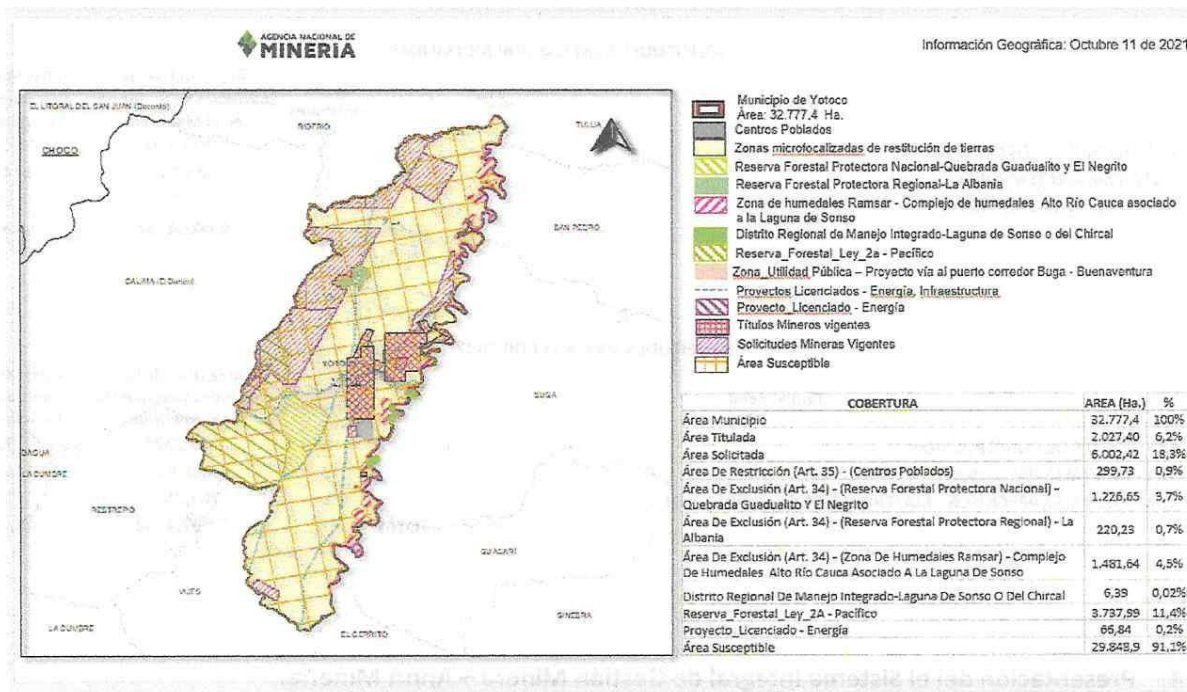 AGENCIA NACIONAL DE
MINERÍA
Información Geográfica: Octubre 11 de 2021
EL LITORAL DEL SAN JUAN (Docordó)
CHOCO
RIOFRIO
TULUA
SAN PEDRO
CALIMA (El Darien)
YOTOCO
BUGA
DAGUA
LA CUMBRE
RESTREPO
GUACARI
VIJES
LA CUMBRE
EL CERRITO
GINEBRA
Municipio de Yotoco
Área: 32.777,4 Ha.
Centros Poblados
Zonas microfocalizadas de restitución de tierras
Reserva Forestal Protectora Nacional-Quebrada Guadualito y El Negrito
Reserva Forestal Protectora Regional-La Albania
Zona de humedales Ramsar - Complejo de humedales Alto Río Cauca asociado
a la Laguna de Sonso
Distrito Regional de Manejo Integrado-Laguna de Sonso o del Chircal
Reserva_Forestal_Ley_2a - Pacífico
Zona_Utilidad Pública – Proyecto vía al puerto corredor Buga - Buenaventura
Proyectos Licenciados - Energía, Infraestructura
Proyecto_Licenciado - Energía
Títulos Mineros vigentes
Solicitudes Mineras Vigentes
Área Susceptible
COBERTURA AREA (Ha.) %
Área Municipio 32.777,4 100%
Área Titulada 2.027,40 6,2%
Área Solicitada 6.002,42 18,3%
Área De Restricción (Art. 35) - (Centros Poblados) 299,73 0,9%
Área De Exclusión (Art. 34) - (Reserva Forestal Protectora Nacional) -
Quebrada Guadualito Y El Negrito 1.226,65 3,7%
Área De Exclusión (Art. 34) - (Reserva Forestal Protectora Regional) - La
Albania 220,23 0,7%
Área De Exclusión (Art. 34) - (Zona De Humedales Ramsar) - Complejo
De Humedales Alto Río Cauca Asociado A La Laguna De Sonso 1.481,64 4,5%
Distrito Regional De Manejo Integrado-Laguna De Sonso O Del Chircal 6,39 0,02%
Reserva_Forestal_Ley_2A - Pacífico 3.737,99 11,4%
Proyecto_Licenciado - Energía 65,84 0,2%
Área Susceptible 29.848,9 91,1%